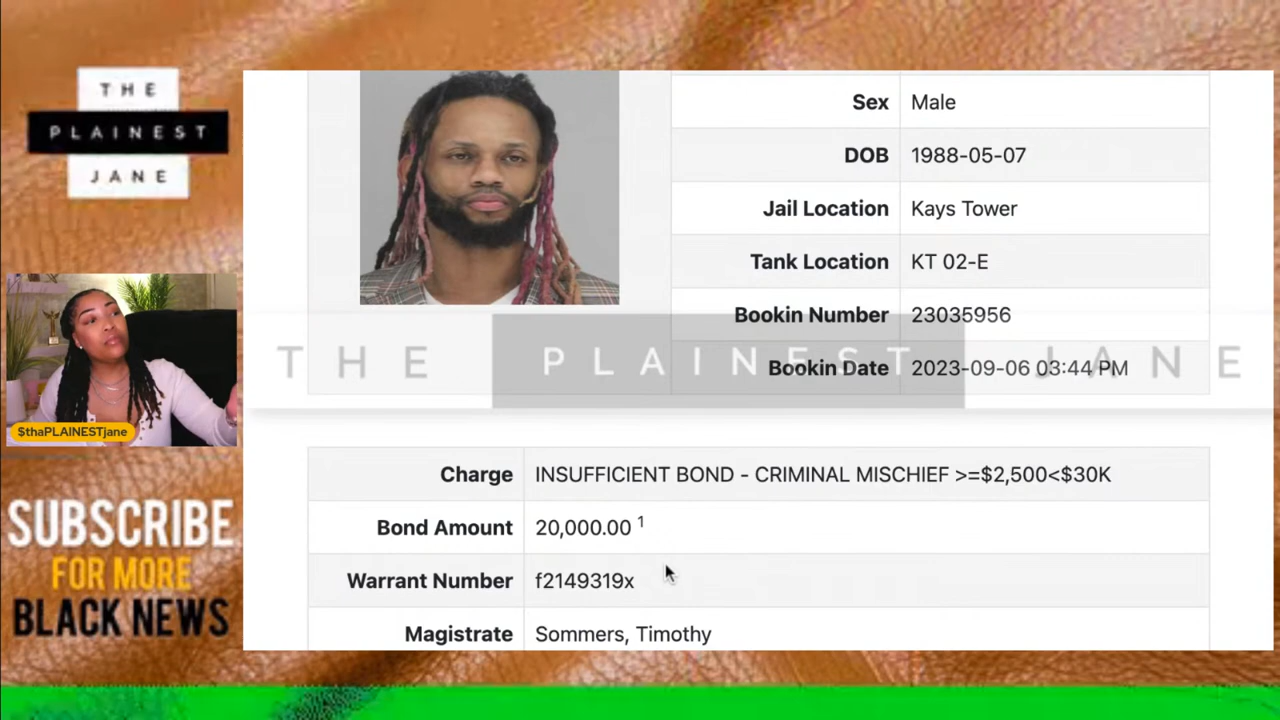 THE
PLAINEST
JANE
Sex Male
DOB 1988-05-07
Jail Location Kays Tower
Tank Location KT 02-E
Bookin Number 23035956
THE PLAINEST JANE
Bookin Date 2023-09-06 03:44 PM
$thaPLAINESTjane
Charge INSUFFICIENT BOND - CRIMINAL MISCHIEF >=$2,500<$30K
Bond Amount 20,000.00 1
Warrant Number f2149319x
Magistrate Sommers, Timothy
SUBSCRIBE
FOR MORE
BLACK NEWS